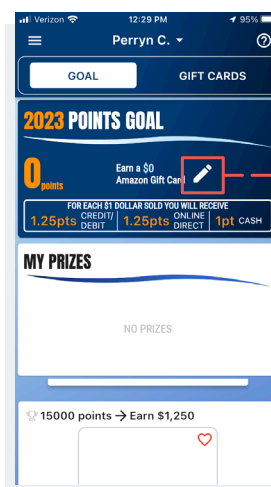 Verizon 12:29 PM 95%
Perryn C.
GOAL GIFT CARDS
2023 POINTS GOAL
0 points
Earn a $0
Amazon Gift Card
FOR EACH $1 DOLLAR SOLD YOU WILL RECEIVE
1.25pts CREDIT/ DEBIT 1.25pts ONLINE DIRECT 1pt CASH
MY PRIZES
NO PRIZES
15000 points → Earn $1,250